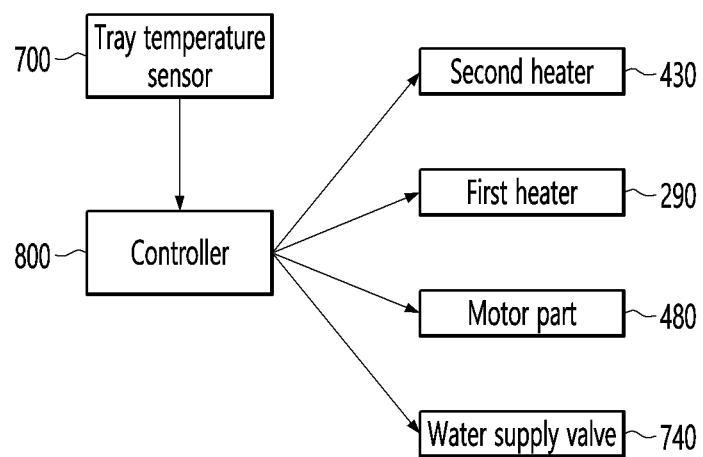 700
Tray temperature
sensor
Second heater
430
First heater
290
800
Controller
Motor part
480
Water supply valve
740